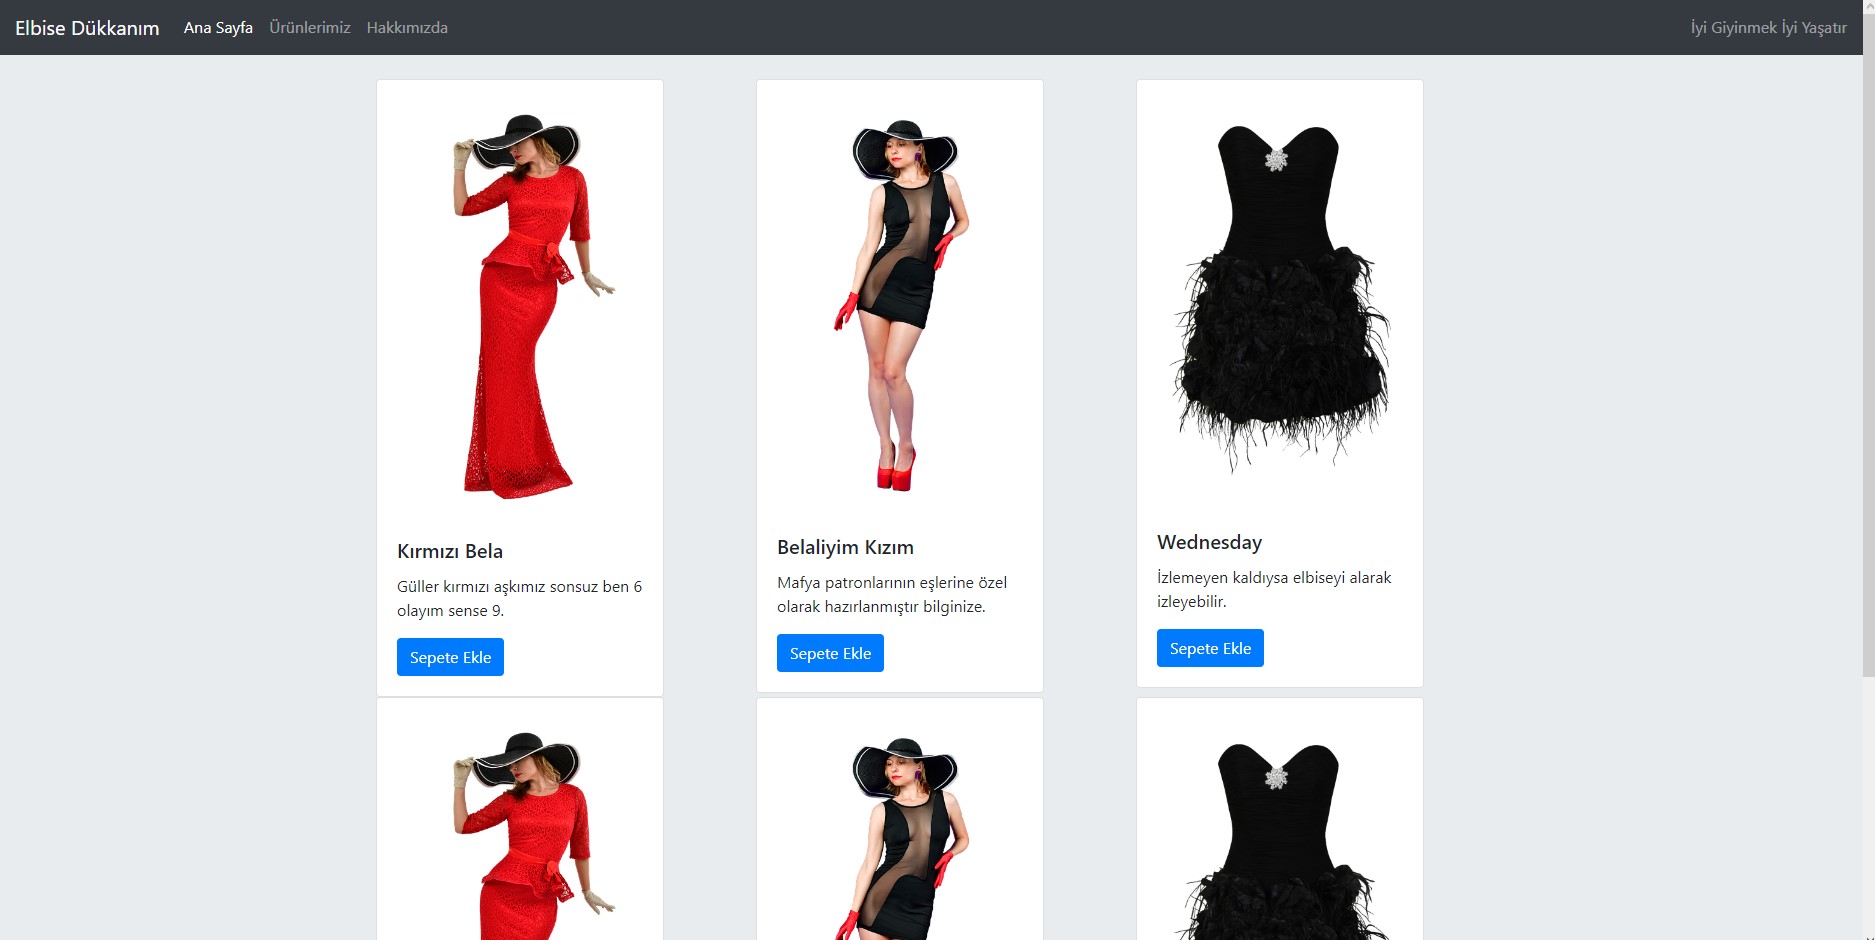 Elbise Dükkanım Ana Sayfa Ürünlerimiz Hakkımızda İyi Giyinmek İyi Yaşatır
Kırmızı Bela
Güller kırmızı aşkımız sonsuz ben 6
olayım sense 9.
Sepete Ekle
Belaliyim Kızım
Mafya patronlarının eşlerine özel
olarak hazırlanmıştır bilginize.
Sepete Ekle
Wednesday
İzlemeyen kaldıysa elbiseyi alarak
izleyebilir.
Sepete Ekle